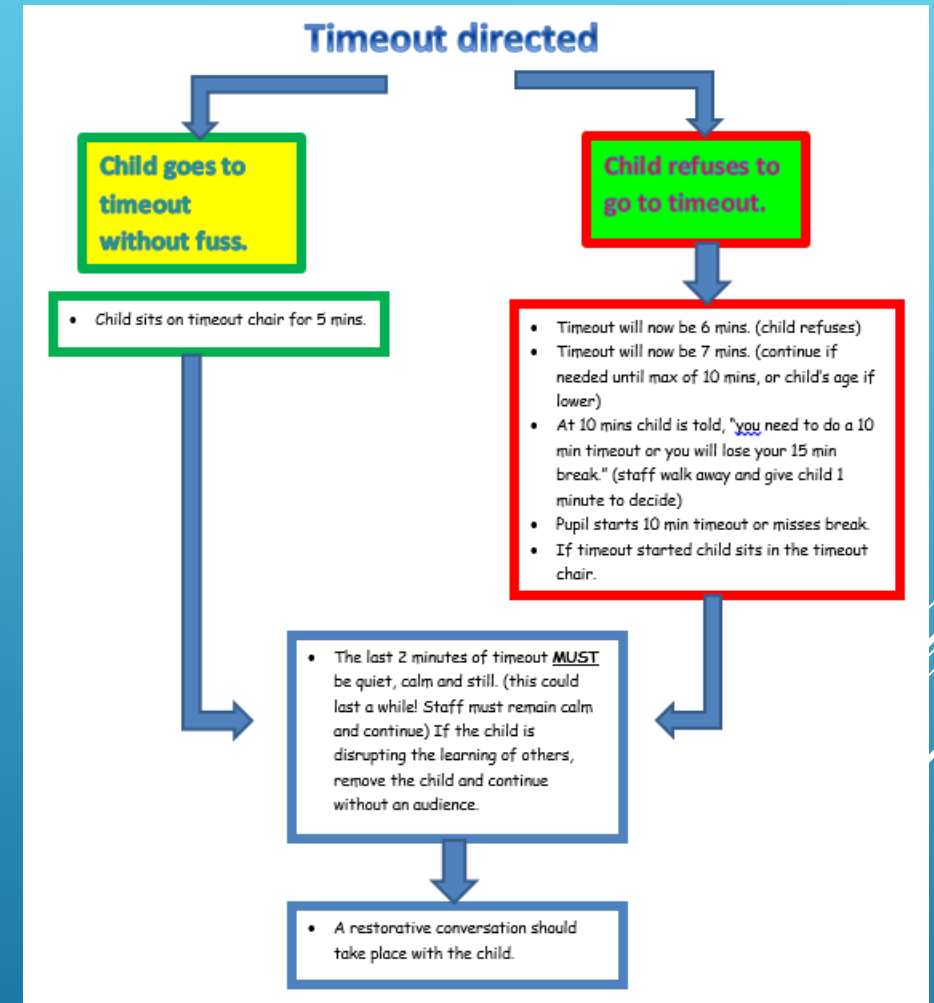 Timeout directed
Child goes to
timeout
without fuss.
Child refuses to
go to timeout.
• Child sits on timeout chair for 5 mins.
• Timeout will now be 6 mins. (child refuses)
• Timeout will now be 7 mins. (continue if
needed until max of 10 mins, or child's age if
lower)
• At 10 mins child is told, "you need to do a 10
min timeout or you will lose your 15 min
break." (staff walk away and give child 1
minute to decide)
• Pupil starts 10 min timeout or misses break.
• If timeout started child sits in the timeout
chair.
• The last 2 minutes of timeout MUST
be quiet, calm and still. (this could
last a while! Staff must remain calm
and continue) If the child is
disrupting the learning of others,
remove the child and continue
without an audience.
• A restorative conversation should
take place with the child.